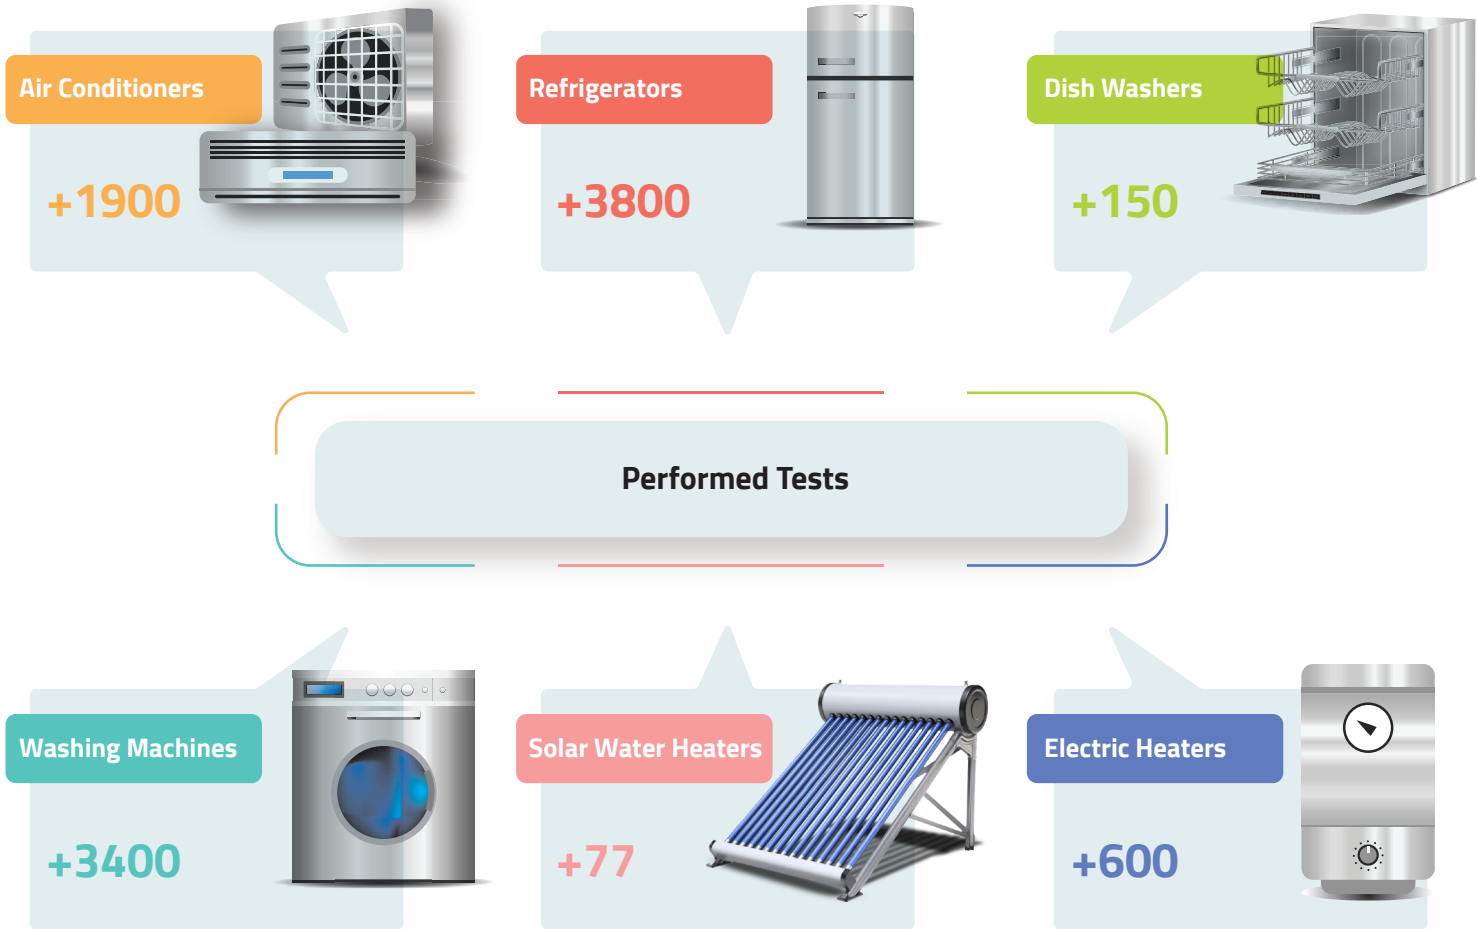 Air Conditioners
+1900
Refrigerators
+3800
Dish Washers
+150
Performed Tests
Washing Machines
+3400
Solar Water Heaters
+77
Electric Heaters
+600